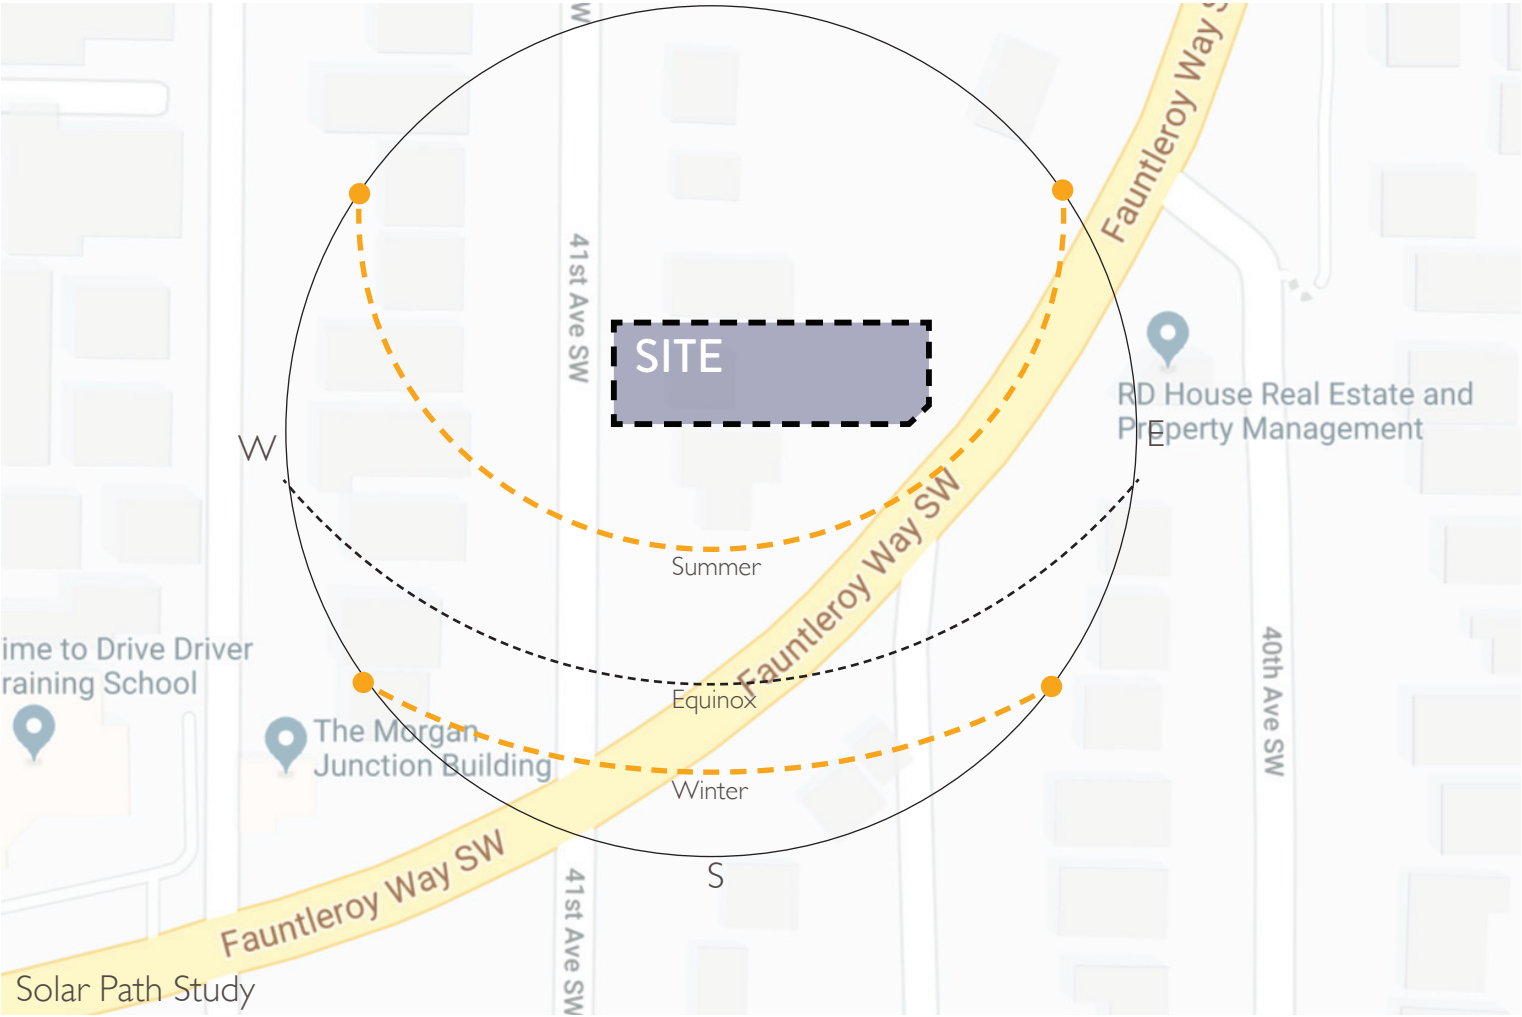 W
Fauntleroy Way S
41st Ave SW
SITE
RD House Real Estate and
Property Management
W
E
Fauntleroy Way SW
Summer
ime to Drive Driver
raining School
Equinox
40th Ave SW
The Morgan
Junction Building
Winter
Fauntleroy Way SW
S
41st Ave SW
Solar Path Study